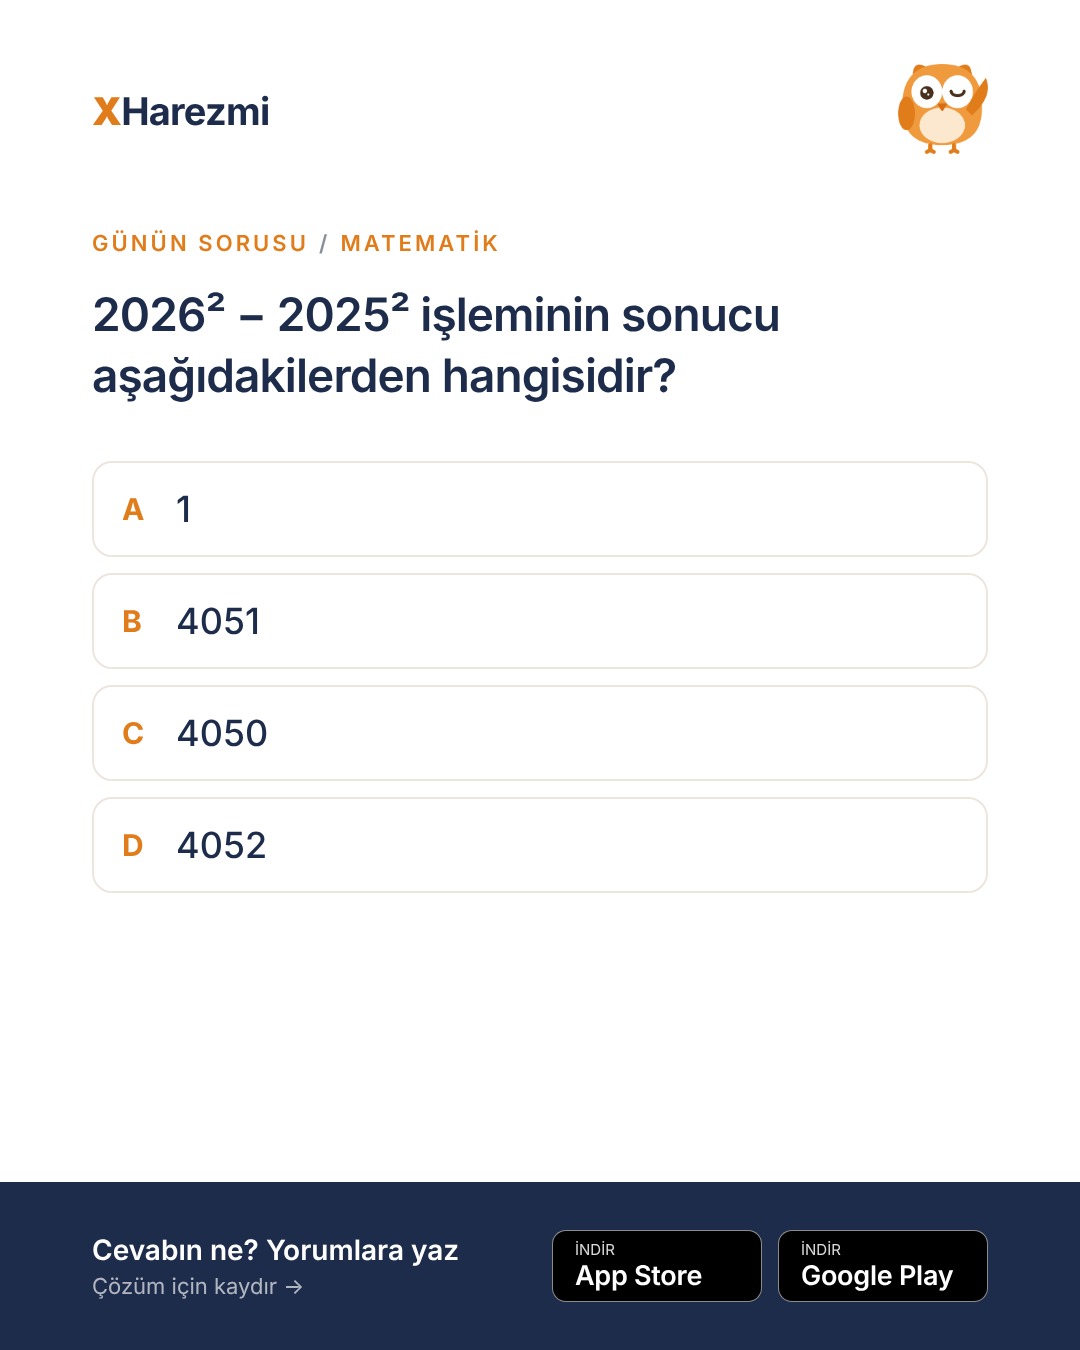 XHarezmi
GÜNÜN SORUSU / MATEMATİK
2026² – 2025² işleminin sonucu
aşağıdakilerden hangisidir?
A 1
B 4051
C 4050
D 4052
Cevabın ne? Yorumlara yaz
Çözüm için kaydır →
İNDİR
App Store
İNDİR
Google Play